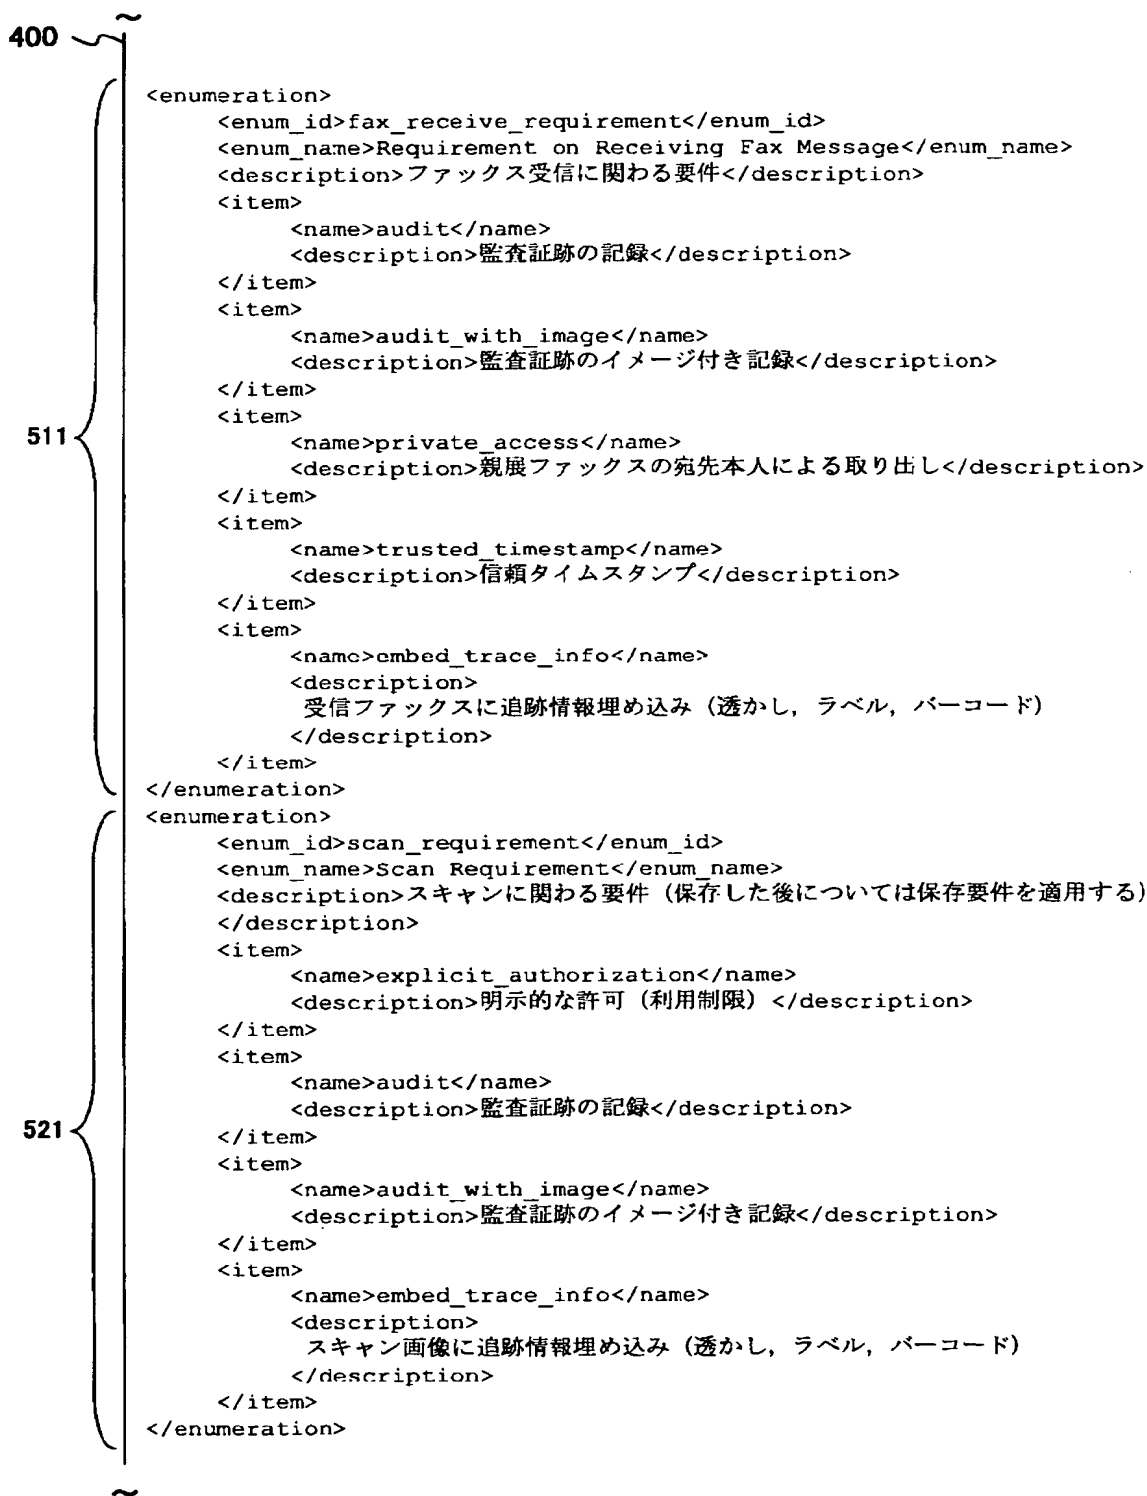 400
<enumeration>
<enum_id>fax_receive_requirement</enum_id>
<enum_name>Requirement on Receiving Fax Message</enum_name>
<description>ファックス受信に関わる要件</description>
<item>
<name>audit</name>
<description>監査証跡の記録</description>
</item>
<item>
<name>audit_with_image</name>
<description>監査証跡のイメージ付き記録</description>
</item>
<item>
511
<name>private_access</name>
<description>親展ファックスの宛先本人による取り出し</description>
</item>
<item>
<name>trusted_timestamp</name>
<description>信頼タイムスタンプ</description>
</item>
<item>
<name>embed_trace_info</name>
<description>
受信ファックスに追跡情報埋め込み（透かし，ラベル，バーコード）
</description>
</item>
</enumeration>
<enumeration>
<enum_id>scan_requirement</enum_id>
<enum_name>Scan Requirement</enum_name>
<description>スキャンに関わる要件（保存した後については保存要件を適用する）
</description>
<item>
<name>explicit_authorization</name>
<description>明示的な許可（利用制限）</description>
</item>
<item>
<name>audit</name>
<description>監査証跡の記録</description>
521
</item>
<item>
<name>audit_with_image</name>
<description>監査証跡のイメージ付き記録</description>
</item>
<item>
<name>embed_trace_info</name>
<description>
スキャン画像に追跡情報埋め込み（透かし，ラベル，バーコード）
</description>
</item>
</enumeration>